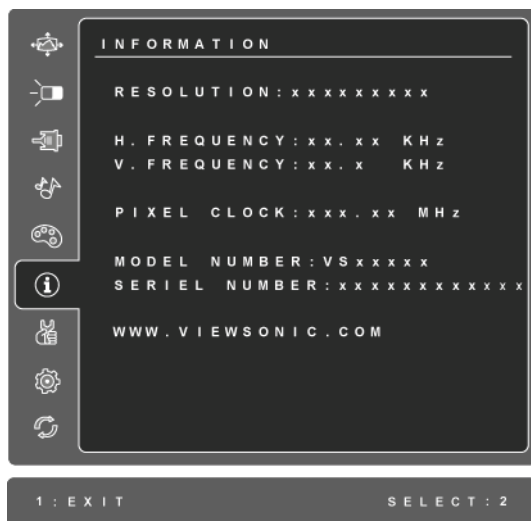 INFORMATION
RESOLUTION:xxxxxxxxx
H. FREQUENCY:xx.xx KHz
V. FREQUENCY:xx.x KHz
PIXEL CLOCK:xxx.xx MHz
MODEL NUMBER:VSxxxxx
SERIEL NUMBER:xxxxxxxxxxxx
WWW.VIEWSONIC.COM
1:EXIT SELECT:2